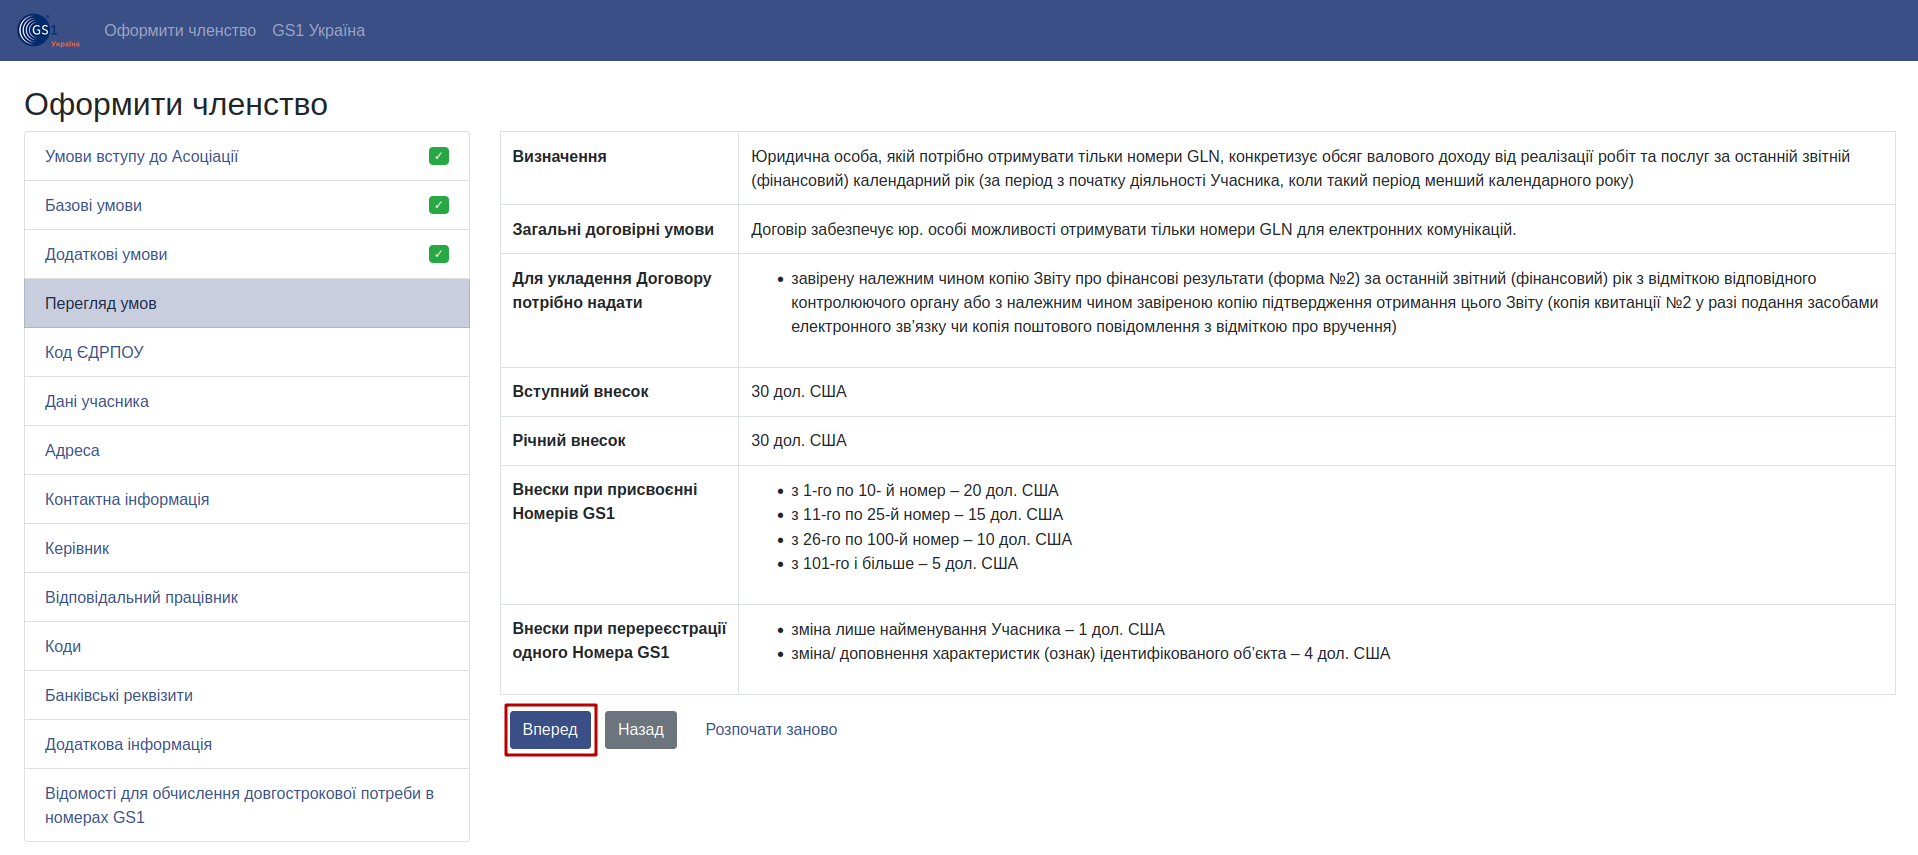 GS1
Україна
Оформити членство
GS1 Україна
Оформити членство
Умови вступу до Асоціації
Базові умови
Додаткові умови
Перегляд умов
Код ЄДРПОУ
Дані учасника
Адреса
Контактна інформація
Керівник
Відповідальний працівник
Коди
Банківські реквізити
Додаткова інформація
Відомості для обчислення довгострокової потреби в
номерах GS1
Визначення
Юридична особа, якій потрібно отримувати тільки номери GLN, конкретизує обсяг валового доходу від реалізації робіт та послуг за останній звітній
(фінансовий) календарний рік (за період з початку діяльності Учасника, коли такий період менший календарного року)
Загальні договірні умови
Договір забезпечує юр. особі можливості отримувати тільки номери GLN для електронних комунікацій.
Для укладення Договору
потрібно надати
• завірену належним чином копію Звіту про фінансові результати (форма №2) за останній звітний (фінансовий) рік з відміткою відповідного
контролюючого органу або з належним чином завіреною копію підтвердження отримання цього Звіту (копія квитанції №2 у разі подання засобами
електронного зв’язку чи копія поштового повідомлення з відміткою про вручення)
Вступний внесок
30 дол. США
Річний внесок
30 дол. США
Внески при присвоєнні
Номерів GS1
• з 1-го по 10- й номер – 20 дол. США
• з 11-го по 25-й номер – 15 дол. США
• з 26-го по 100-й номер – 10 дол. США
• з 101-го і більше – 5 дол. США
Внески при перереєстрації
одного Номера GS1
• зміна лише найменування Учасника – 1 дол. США
• зміна/ доповнення характеристик (ознак) ідентифікованого об’єкта – 4 дол. США
Вперед
Назад
Розпочати заново